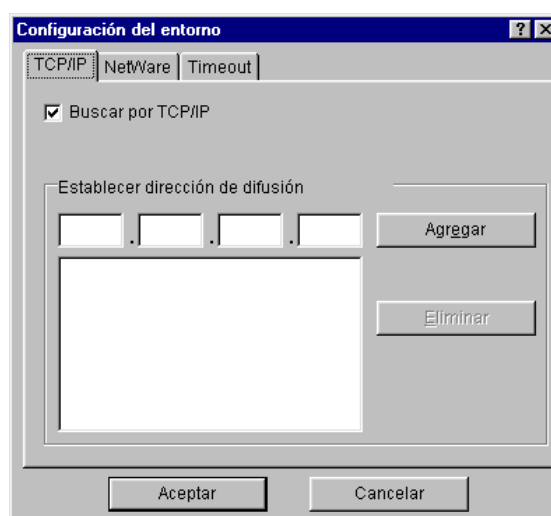 Configuración del entorno
TCP/IP NetWare Timeout
Buscar por TCP/IP
Establecer dirección de difusión
. . . Agregar
Eliminar
Aceptar Cancelar